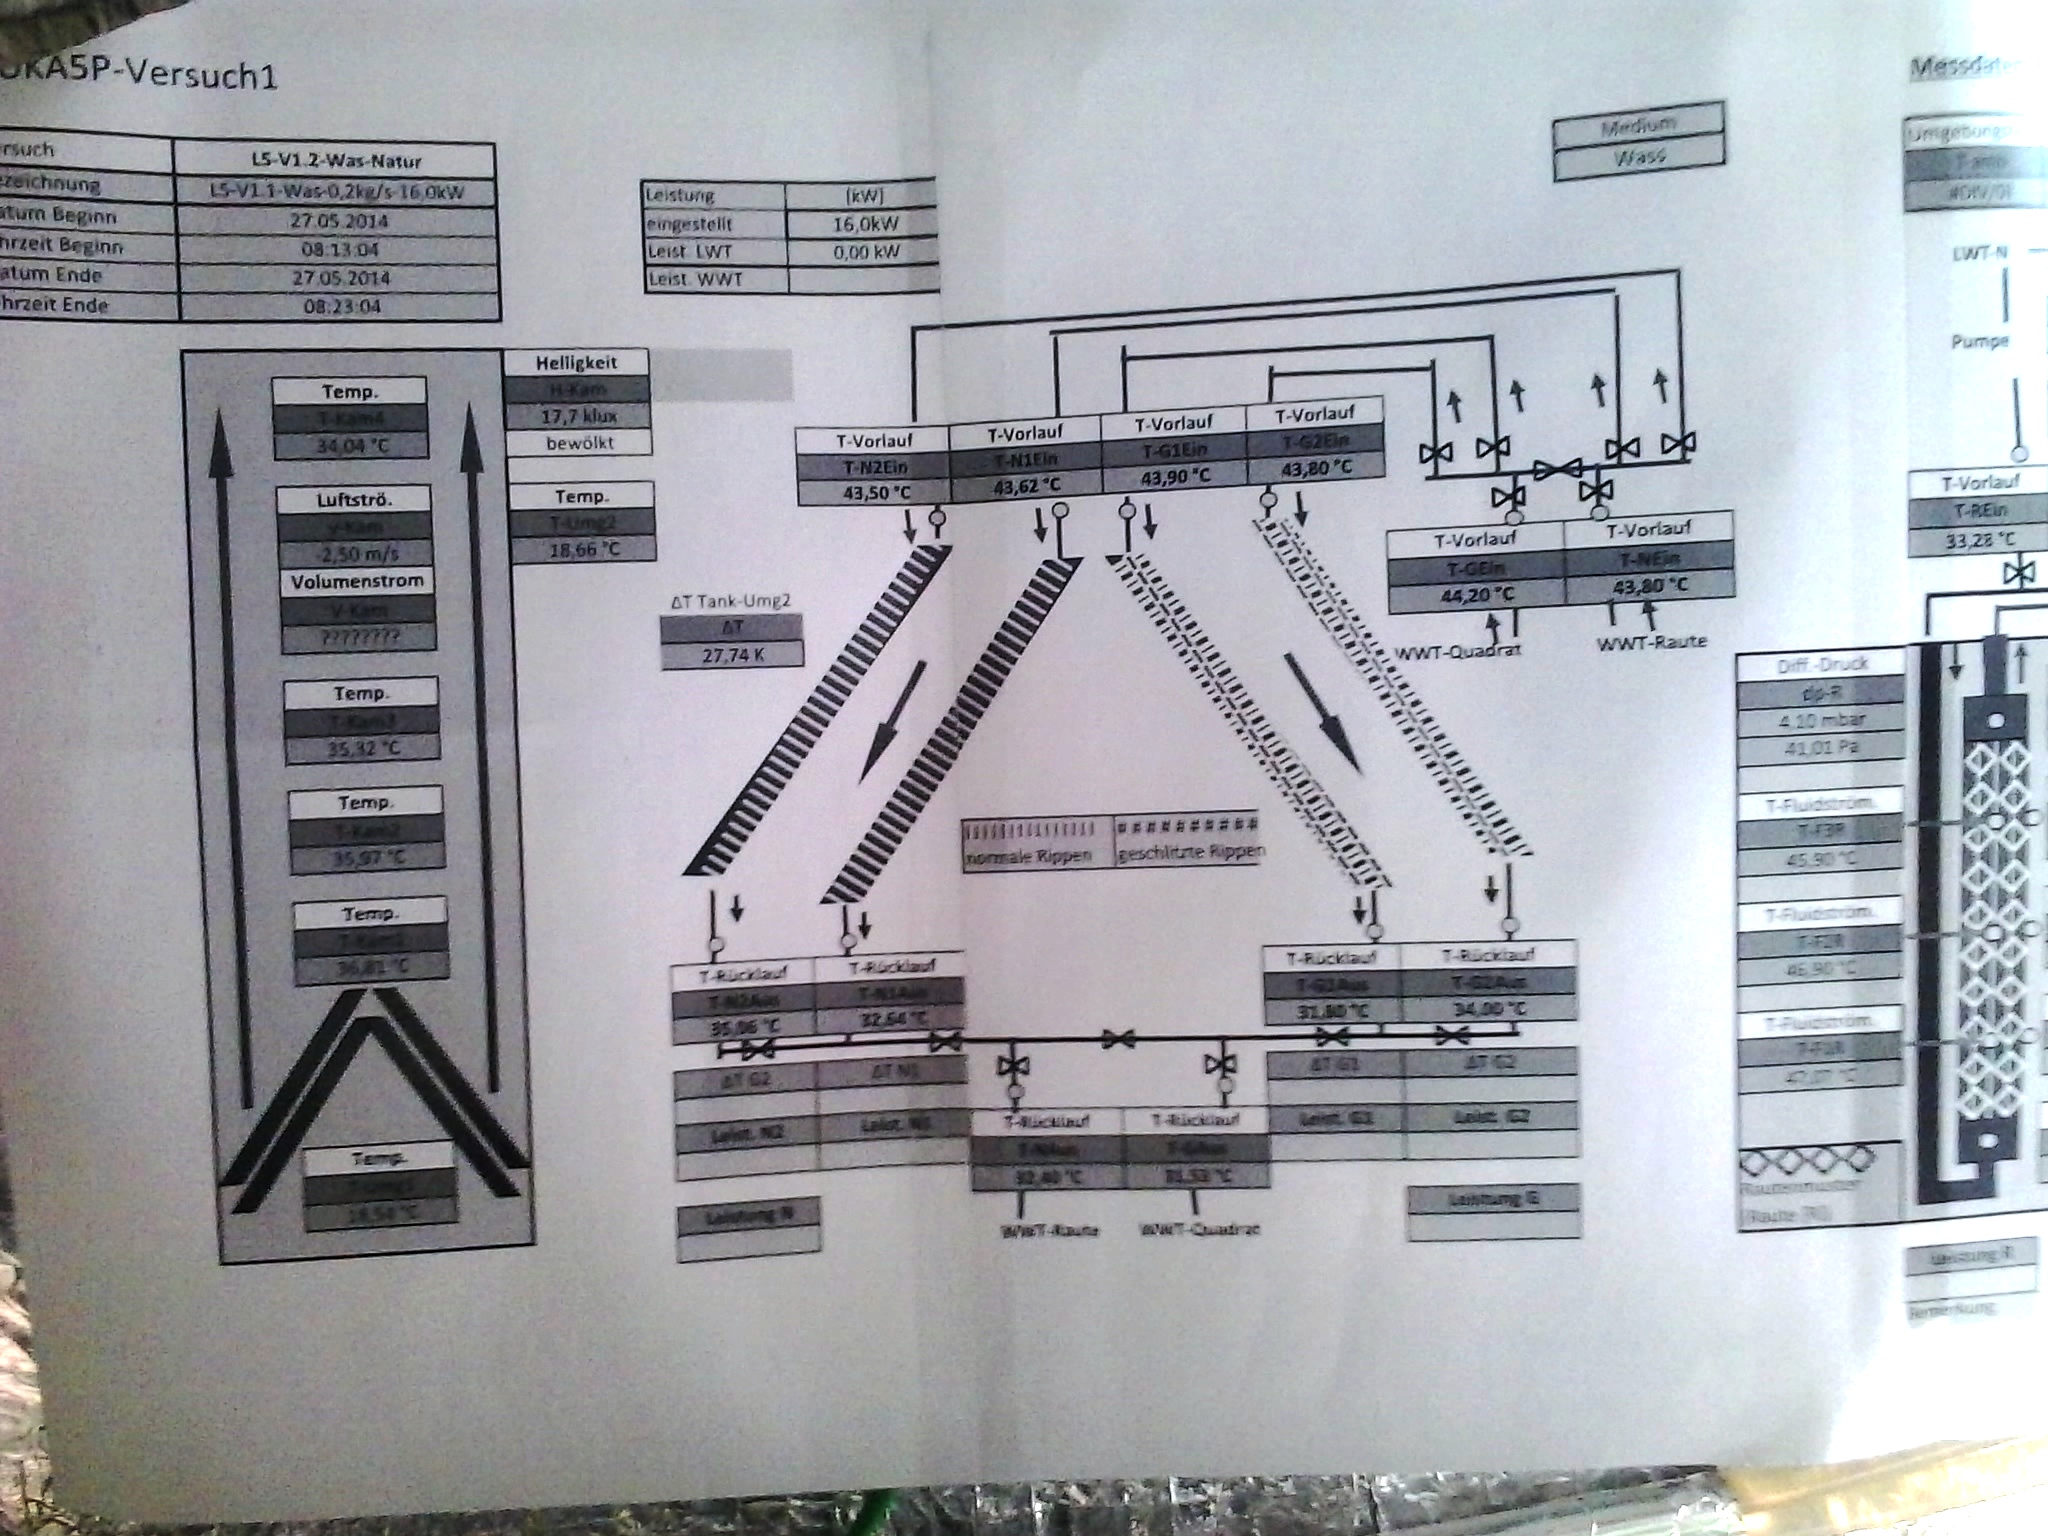 UKA5P-Versuch1
Messdate
ersuch L5-V1.2-Was-Natur
ezeichnung L5-V1.1-Was-0,2kg/s-16,0kW
atum Beginn 27.05.2014
hrzeit Beginn 08:13:04
atum Ende 27.05.2014
hrzeit Ende 08:23:04
Leistung [kW]
eingestellt 16,0kW
Leist. LWT 0,00 kW
Leist. WWT
Medium
Wass
Umgebungs
#DIV/0!
LWT-N
Pumpe
Helligkeit
H-Kam
17,7 klux
bewölkt
Temp.
T-Umg2
18,66 °C
Temp.
T-Kam4
34,04 °C
Luftströ.
v-Kam
-2,50 m/s
Volumenstrom
V-Kam
????????
Temp.
T-Kam3
35,32 °C
Temp.
T-Kam2
35,97 °C
Temp.
T-Kam1
36,81 °C
Temp.
18,54 °C
ΔT Tank-Umg2
ΔT
27,74 K
T-Vorlauf T-Vorlauf T-Vorlauf T-Vorlauf
T-N2Ein T-N1Ein T-G1Ein T-G2Ein
43,50 °C 43,62 °C 43,90 °C 43,80 °C
T-Vorlauf T-Vorlauf
T-GEin T-NEin
44,20 °C 43,80 °C
WWT-Quadrat WWT-Raute
normale Rippen geschlitzte Rippen
T-Rücklauf T-Rücklauf
T-N2Aus T-N1Aus
35,06 °C 32,64 °C
T-Rücklauf T-Rücklauf
T-G1Aus T-G2Aus
31,80 °C 34,00 °C
ΔT G2 ΔT N1
Leist. N2 Leist. N1
ΔT G1 ΔT G2
Leist. G1 Leist. G2
T-Rücklauf T-Rücklauf
T-NAus T-GAus
32,40 °C 31,52 °C
WWT-Raute WWT-Quadrat
Leistung N
Leistung G
T-Vorlauf
T-REin
33,28 °C
Diff.-Druck
dp-R
4,10 mbar
41,01 Pa
T-Fluidström.
T-F3R
45,90 °C
T-Fluidström.
T-F2R
46,90 °C
T-Fluidström.
T-F1R
47,07 °C
Rautenmuster
Raute (R)
Leistung R
Bemerkung